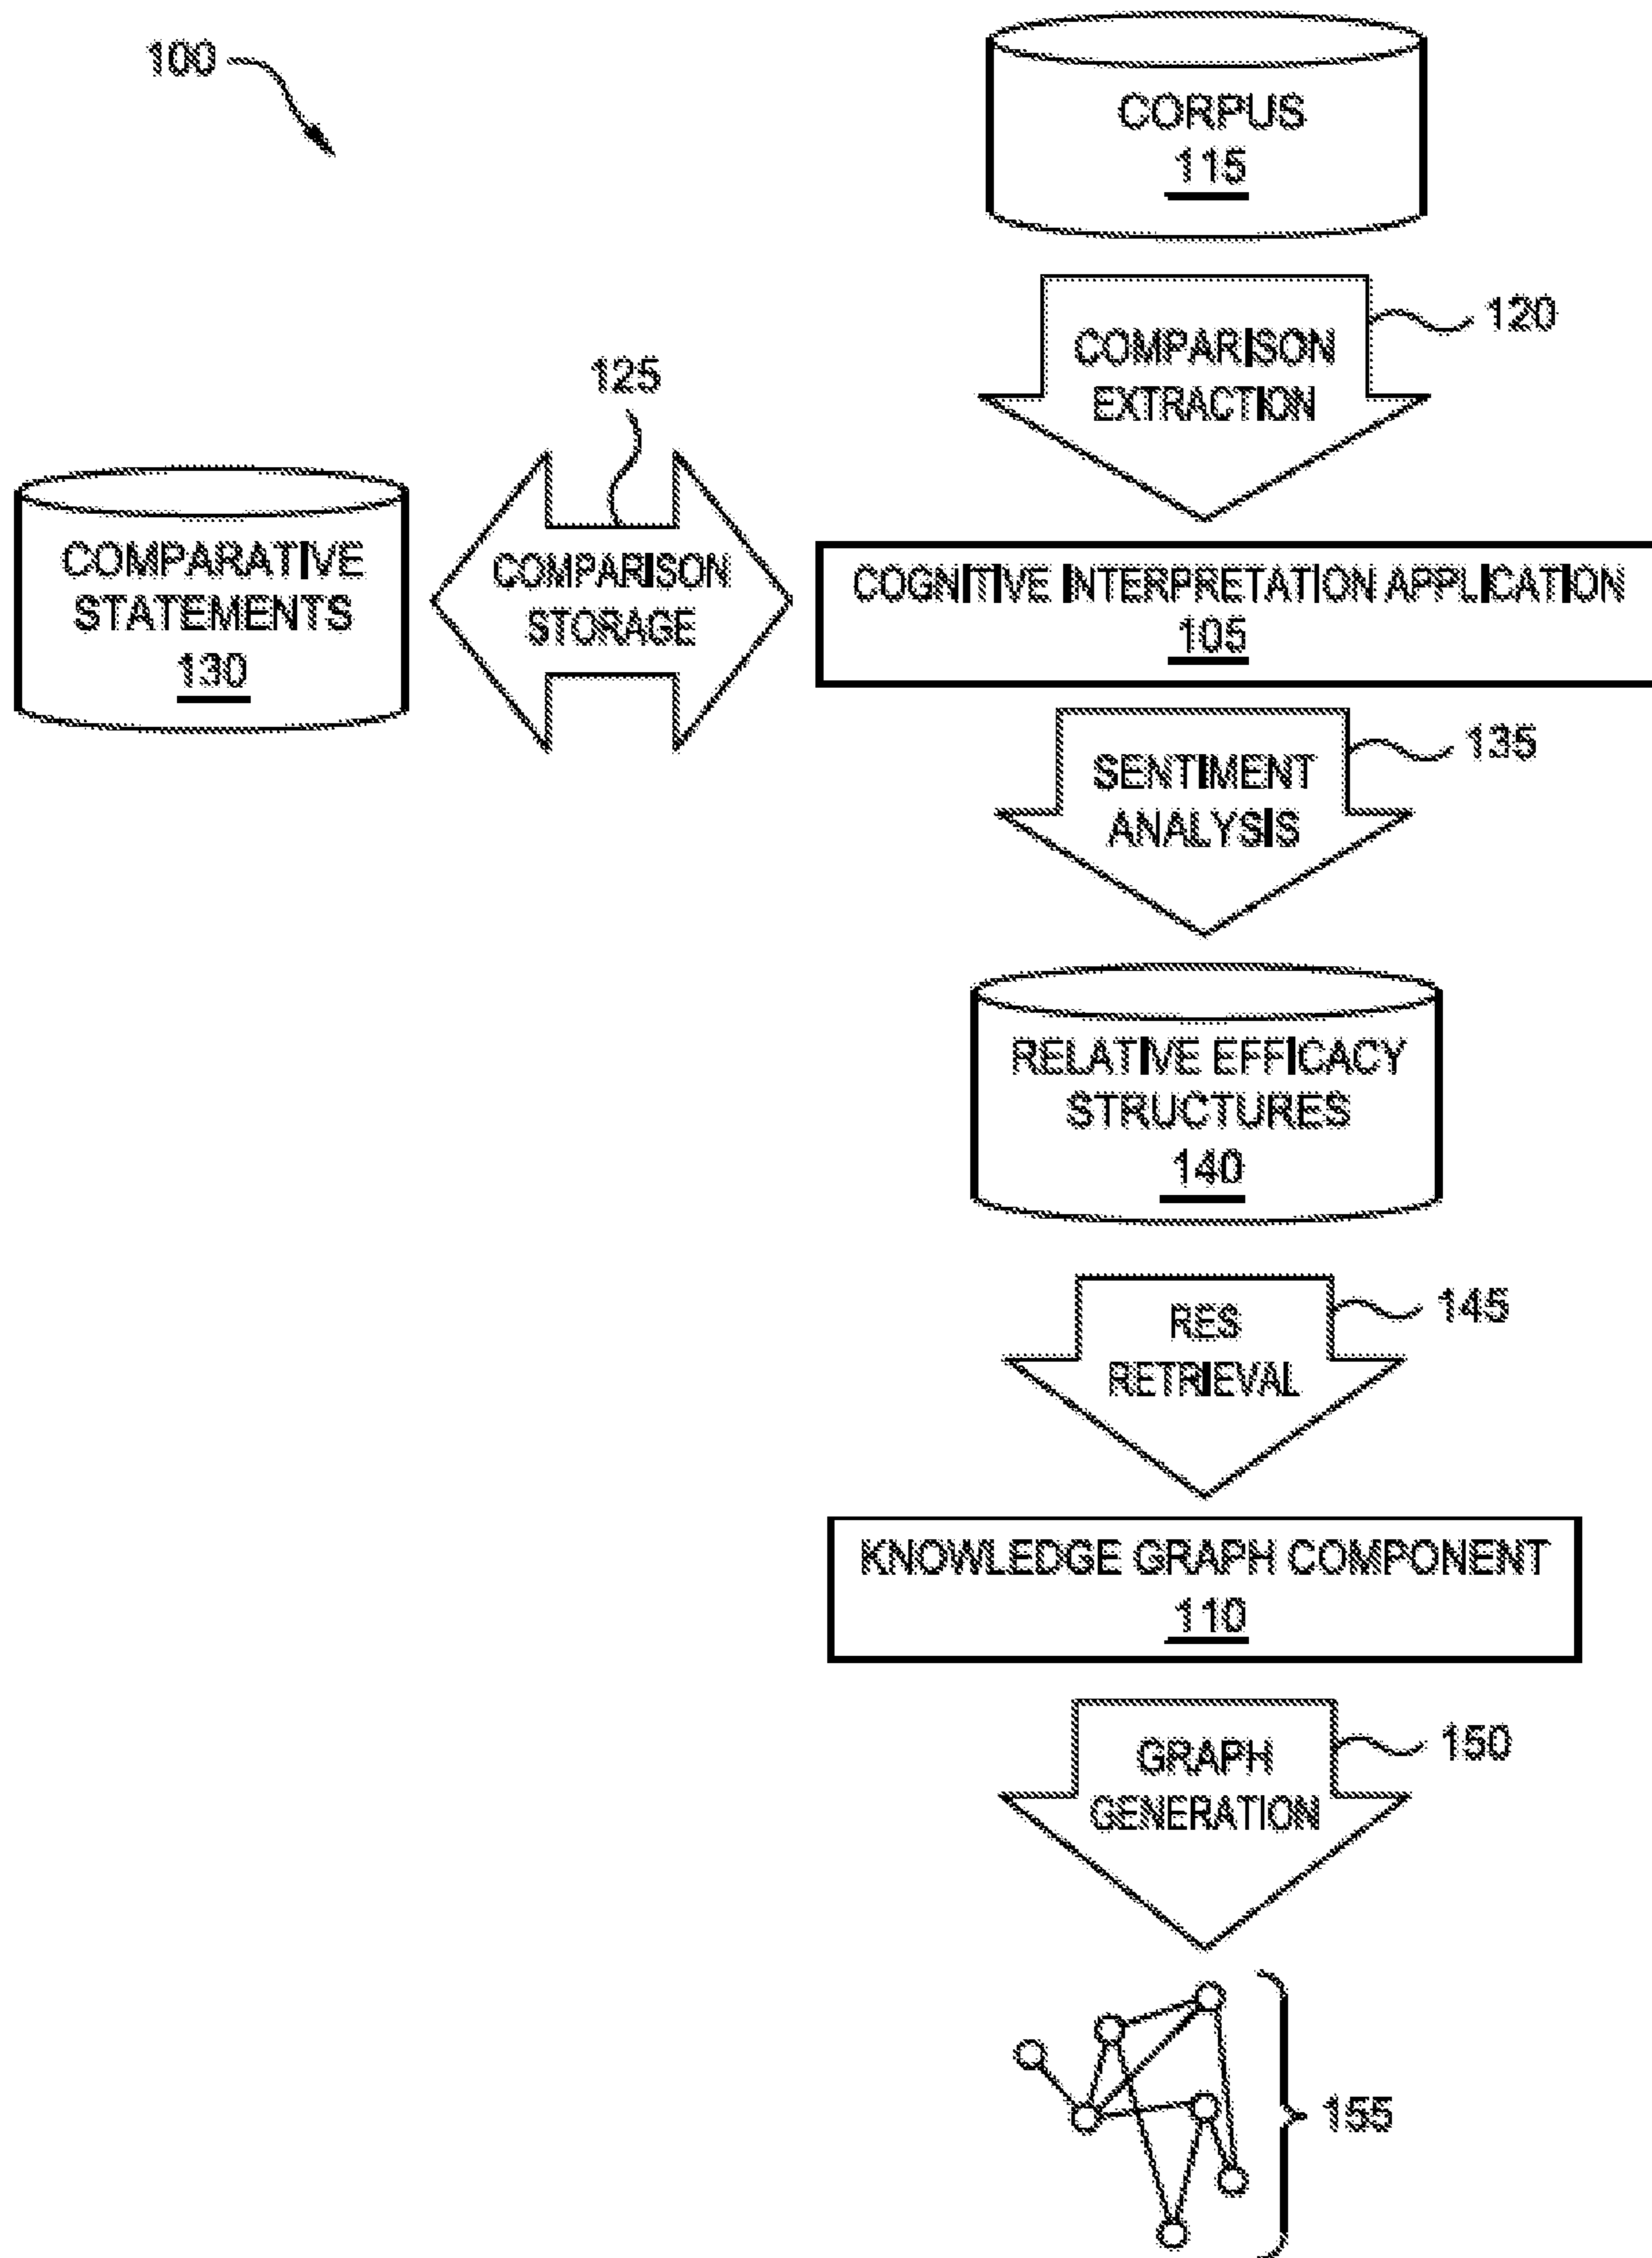 100
CORPUS
115
COMPARISON
EXTRACTION
120
125
COMPARATIVE
STATEMENTS
130
COMPARISON
STORAGE
COGNITIVE INTERPRETATION APPLICATION
105
SENTIMENT
ANALYSIS
135
RELATIVE EFFICACY
STRUCTURES
140
RES
RETRIEVAL
145
KNOWLEDGE GRAPH COMPONENT
110
GRAPH
GENERATION
150
155